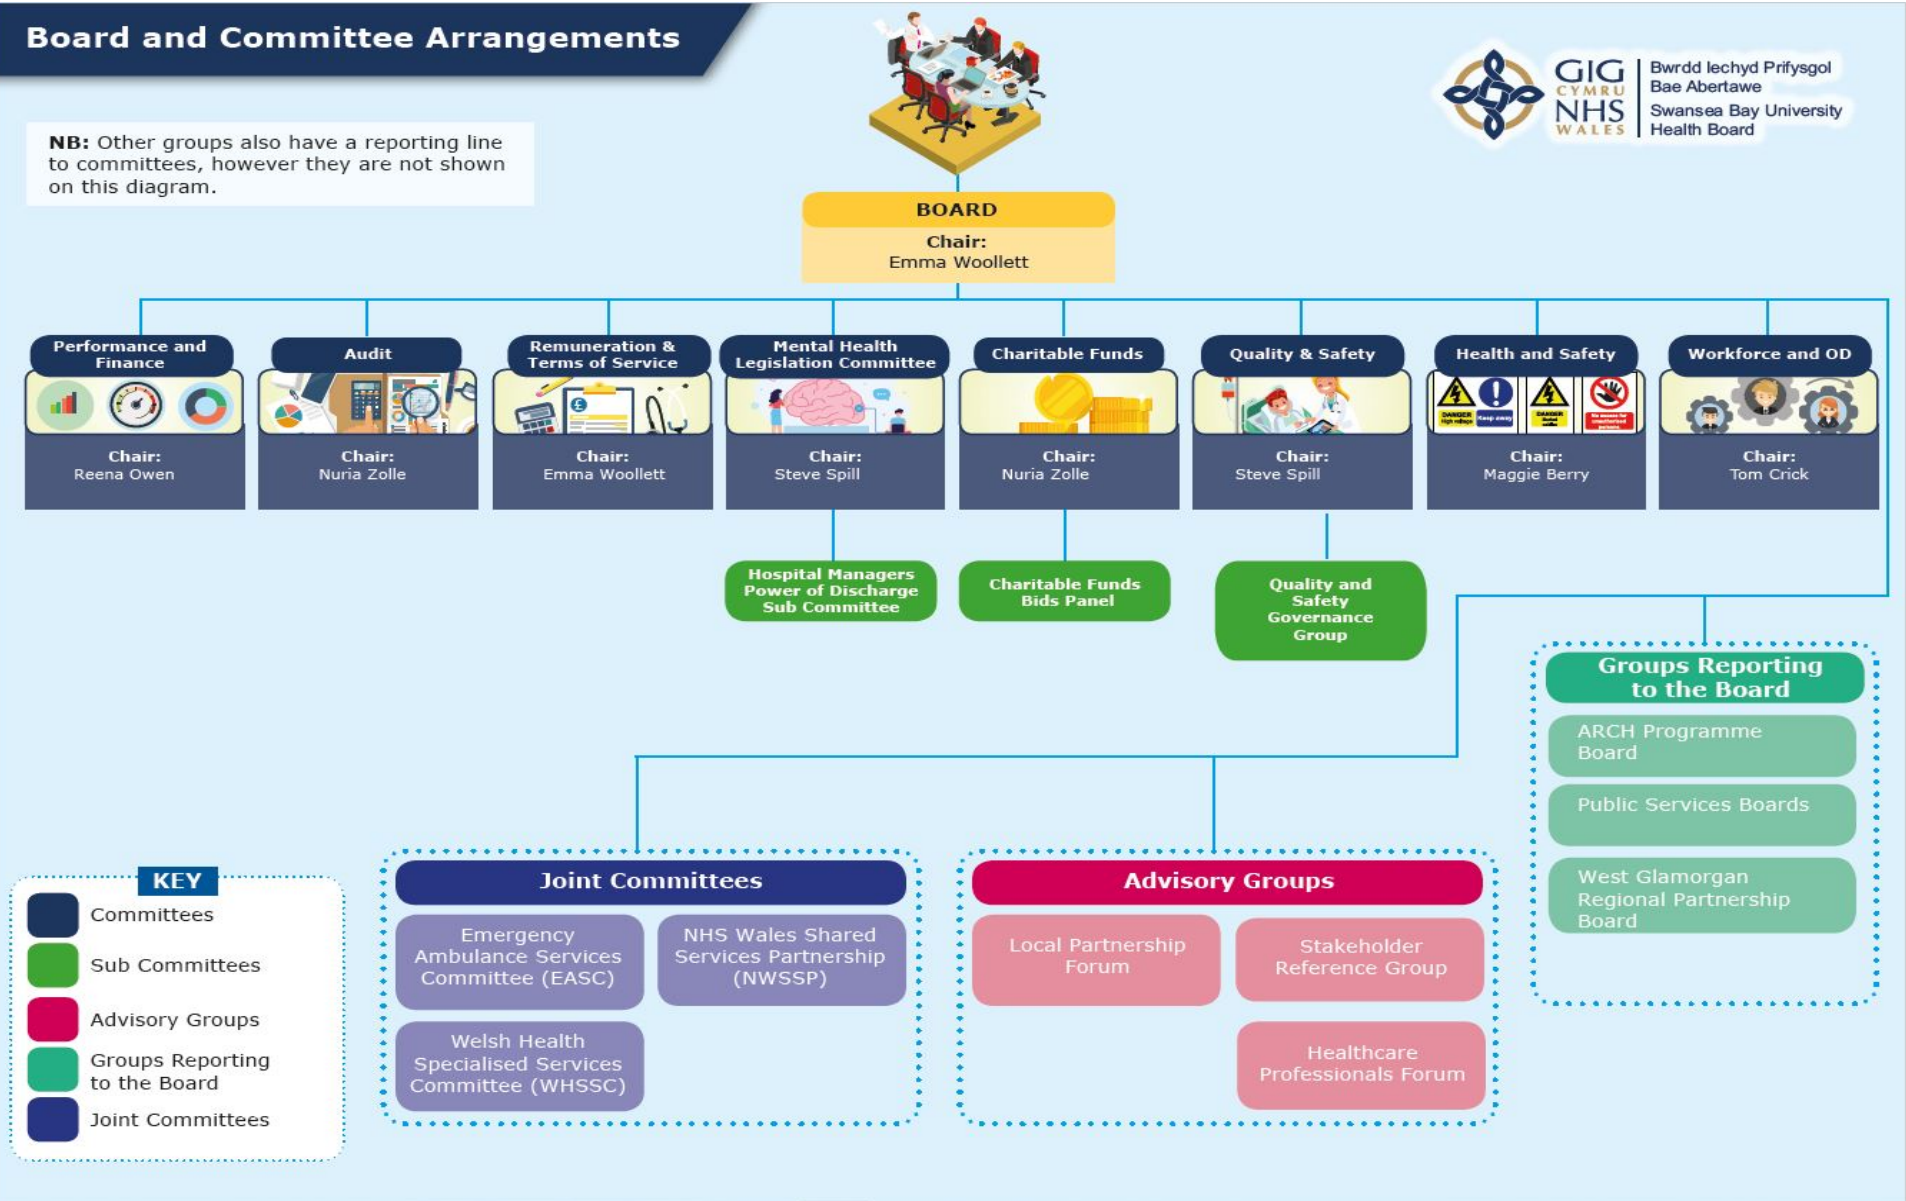 Board and Committee Arrangements
GIG
CYMRU
NHS
WALES
Bwrdd Iechyd Prifysgol
Bae Abertawe
Swansea Bay University
Health Board
NB: Other groups also have a reporting line
to committees, however they are not shown
on this diagram.
BOARD
Chair:
Emma Woollett
Performance and
Finance
Chair:
Reena Owen
Audit
Chair:
Nuria Zolle
Remuneration &
Terms of Service
£
Chair:
Emma Woollett
Mental Health
Legislation Committee
Chair:
Steve Spill
Charitable Funds
Chair:
Nuria Zolle
Quality & Safety
Chair:
Steve Spill
Health and Safety
DANGER
High voltage
Keep away
DANGER
Chair:
Maggie Berry
Workforce and OD
Chair:
Tom Crick
Hospital Managers
Power of Discharge
Sub Committee
Charitable Funds
Bids Panel
Quality and
Safety
Governance
Group
Groups Reporting
to the Board
ARCH Programme
Board
Public Services Boards
West Glamorgan
Regional Partnership
Board
Joint Committees
Emergency
Ambulance Services
Committee (EASC)
NHS Wales Shared
Services Partnership
(NWSSP)
Welsh Health
Specialised Services
Committee (WHSSC)
Advisory Groups
Local Partnership
Forum
Stakeholder
Reference Group
Healthcare
Professionals Forum
KEY
Committees
Sub Committees
Advisory Groups
Groups Reporting
to the Board
Joint Committees